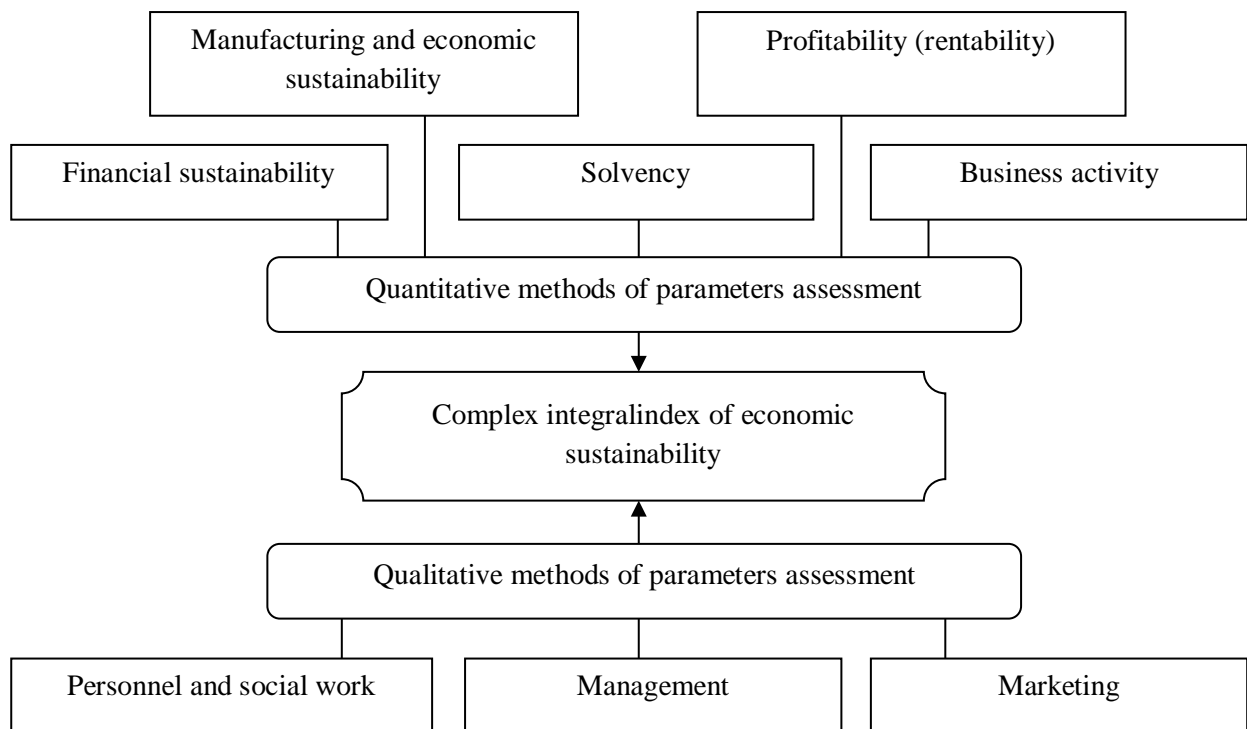 Manufacturing and economic
sustainability
Profitability (rentability)
Financial sustainability
Solvency
Business activity
Quantitative methods of parameters assessment
Complex integralindex of economic
sustainability
Qualitative methods of parameters assessment
Personnel and social work
Management
Marketing